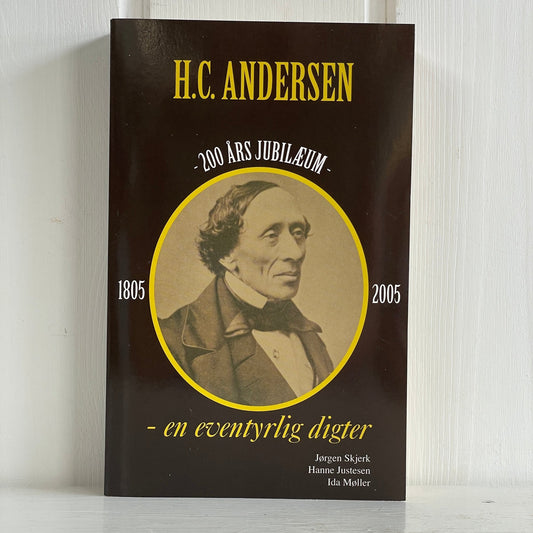 H.C. ANDERSEN
- 200 ÅRS JUBILÆUM -
1805
2005
- en eventyrlig digter
Jørgen Skjerk
Hanne Justesen
Ida Møller